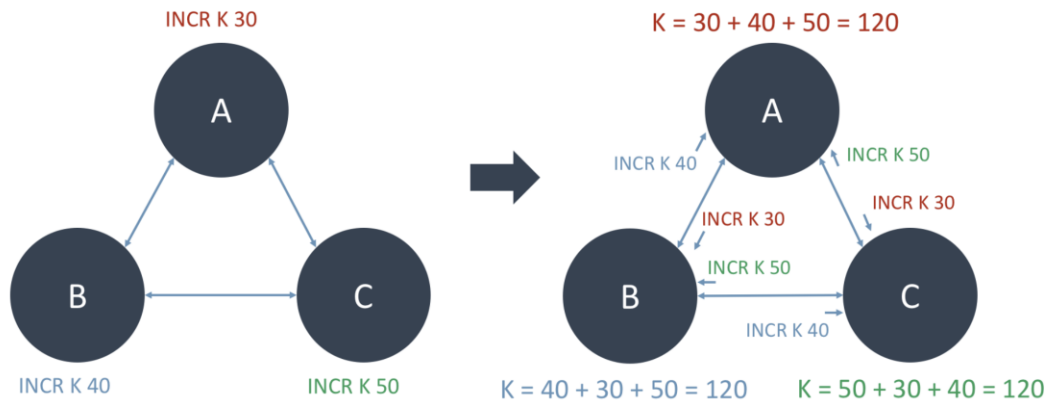 INCR K 30
A
B
C
INCR K 40
INCR K 50
K = 30 + 40 + 50 = 120
A
INCR K 40
INCR K 50
INCR K 30
INCR K 30
INCR K 50
B
C
INCR K 40
K = 40 + 30 + 50 = 120
K = 50 + 30 + 40 = 120